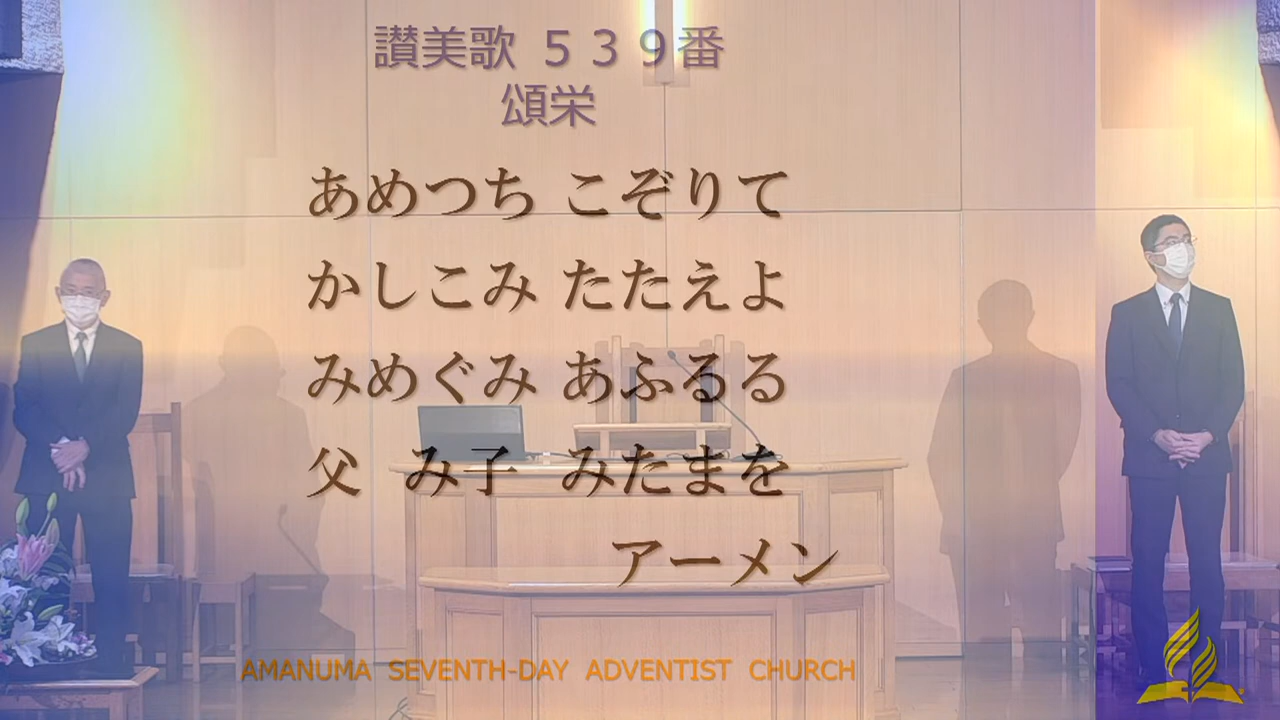 讃美歌 ５３９番
頌栄
あめつち こぞりて
かしこみ たたえよ
みめぐみ あふるる
父 み子 みたまを
アーメン
AMANUMA SEVENTH-DAY ADVENTIST CHURCH